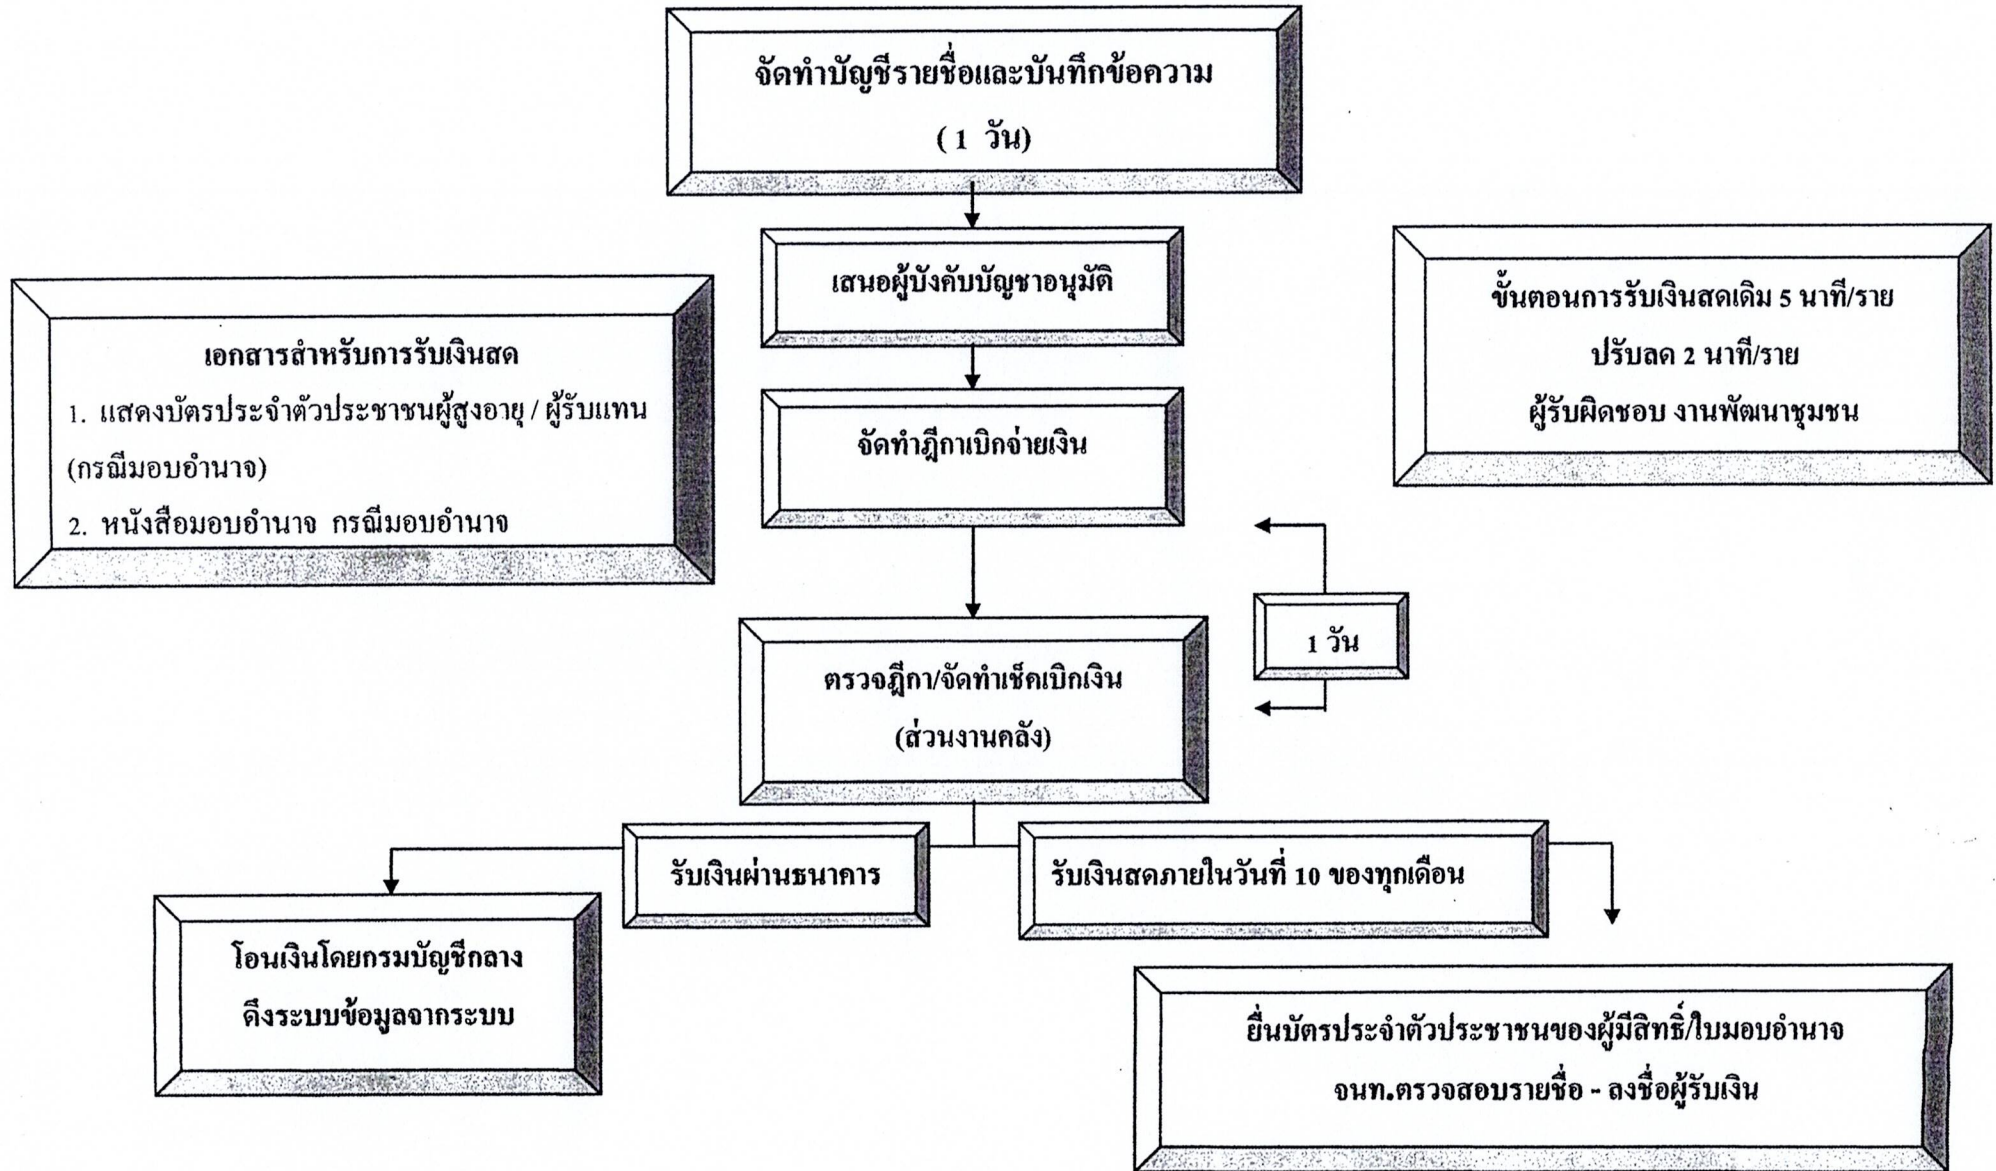 จัดทำบัญชีรายชื่อและบันทึกข้อความ
( 1 วัน)
เสนอผู้บังคับบัญชาอนุมัติ
เอกสารสำหรับการรับเงินสด
1. แสดงบัตรประจำตัวประชาชนผู้สูงอายุ / ผู้รับแทน
(กรณีมอบอำนาจ)
2. หนังสือมอบอำนาจ กรณีมอบอำนาจ
ขั้นตอนการรับเงินสดเดิม 5 นาที/ราย
ปรับลด 2 นาที/ราย
ผู้รับผิดชอบ งานพัฒนาชุมชน
จัดทำฎีกาเบิกจ่ายเงิน
1 วัน
ตรวจฎีกา/จัดทำเช็คเบิกเงิน
(ส่วนงานคลัง)
รับเงินผ่านธนาคาร
รับเงินสดภายในวันที่ 10 ของทุกเดือน
โอนเงินโดยกรมบัญชีกลาง
ดึงระบบข้อมูลจากระบบ
ยื่นบัตรประจำตัวประชาชนของผู้มีสิทธิ์/ใบมอบอำนาจ
จนท.ตรวจสอบรายชื่อ - ลงชื่อผู้รับเงิน